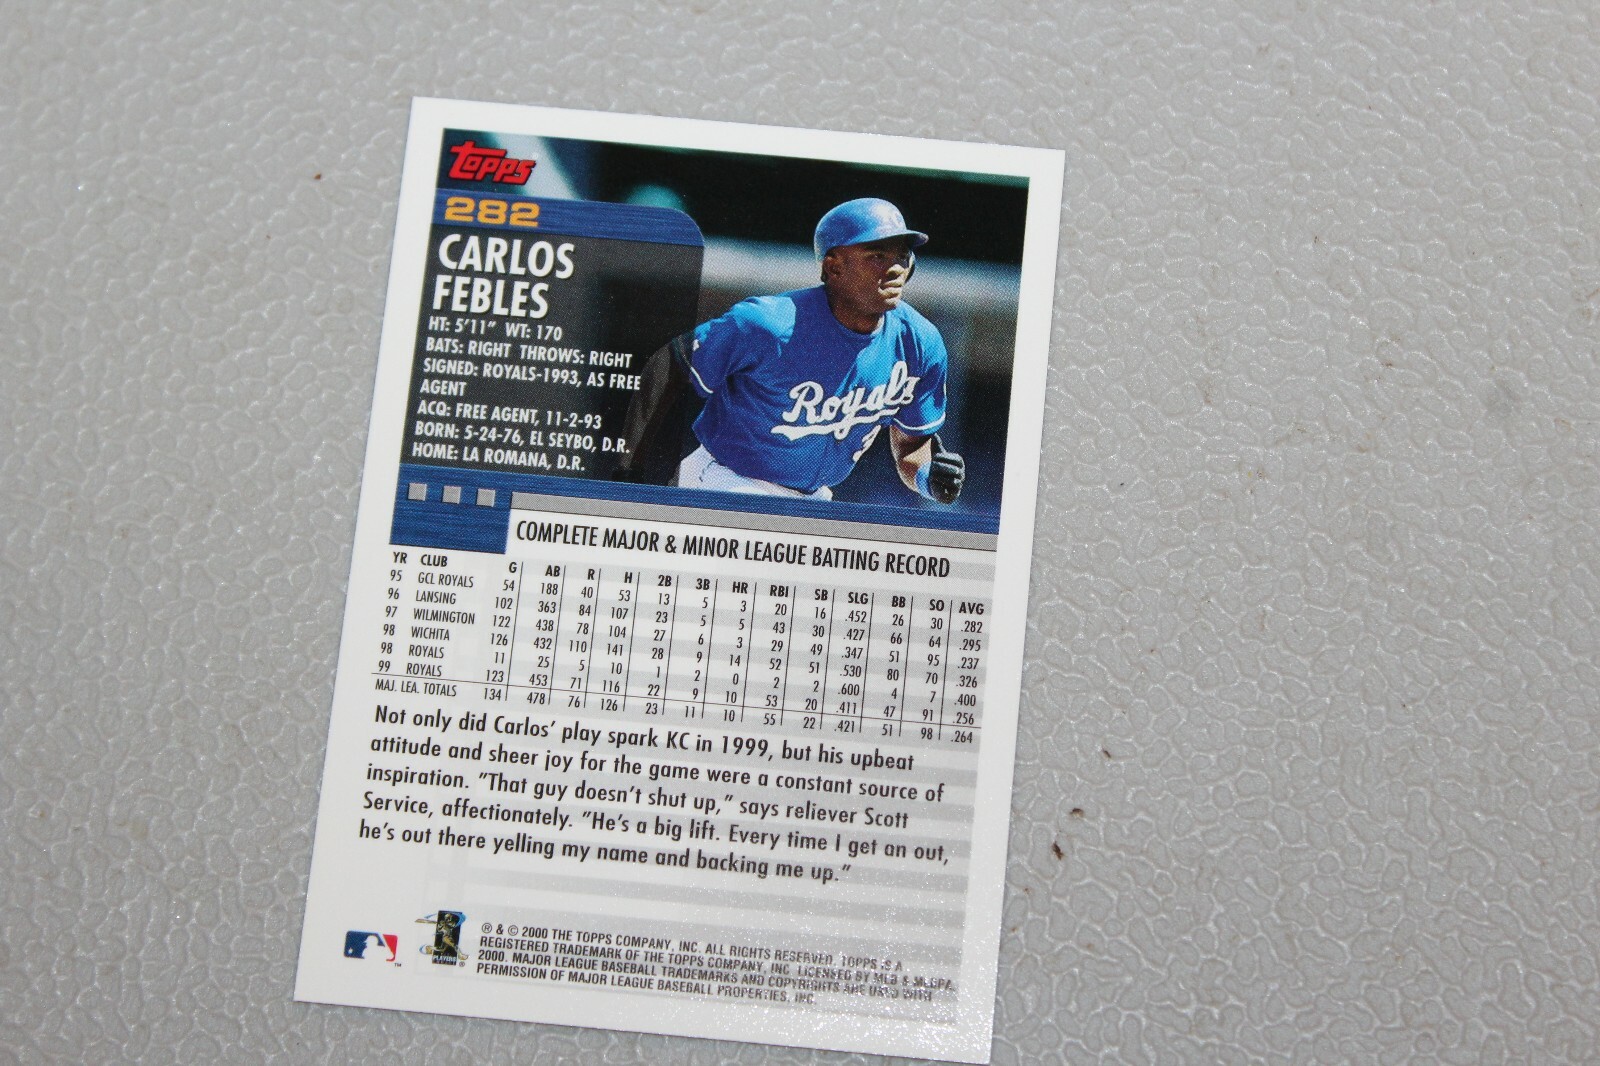 Topps
282
CARLOS
FEBLES
HT: 5'11" WT: 170
BATS: RIGHT THROWS: RIGHT
SIGNED: ROYALS-1993, AS FREE
AGENT
ACQ: FREE AGENT, 11-2-93
BORN: 5-24-76, EL SEYBO, D.R.
HOME: LA ROMANA, D.R.
Royals
COMPLETE MAJOR & MINOR LEAGUE BATTING RECORD
YR CLUB G AB R H 2B 3B HR RBI SB SLG BB SO AVG
95 GCL ROYALS 54 188 40 53 13 5 3 20 16 .452 26 30 .282
96 LANSING 102 363 84 107 23 5 5 43 30 .427 66 64 .295
97 WILMINGTON 122 438 78 104 27 6 3 29 49 .347 51 95 .237
98 WICHITA 126 432 110 141 28 9 14 52 51 .530 80 70 .326
98 ROYALS 11 25 5 10 1 2 0 2 2 .600 4 7 .400
99 ROYALS 123 453 71 116 22 9 10 53 20 .411 47 91 .256
MAJ. LEA. TOTALS 134 478 76 126 23 11 10 55 22 .421 51 98 .264
Not only did Carlos' play spark KC in 1999, but his upbeat
attitude and sheer joy for the game were a constant source of
inspiration. "That guy doesn't shut up," says reliever Scott
Service, affectionately. "He's a big lift. Every time I get an out,
he's out there yelling my name and backing me up."
® & © 2000 THE TOPPS COMPANY, INC. ALL RIGHTS RESERVED. TOPPS IS A
REGISTERED TRADEMARK OF THE TOPPS COMPANY, INC. LICENSED BY MLB & MLBPA,
2000. MAJOR LEAGUE BASEBALL TRADEMARKS AND COPYRIGHTS ARE USED WITH
PERMISSION OF MAJOR LEAGUE BASEBALL PROPERTIES, INC.